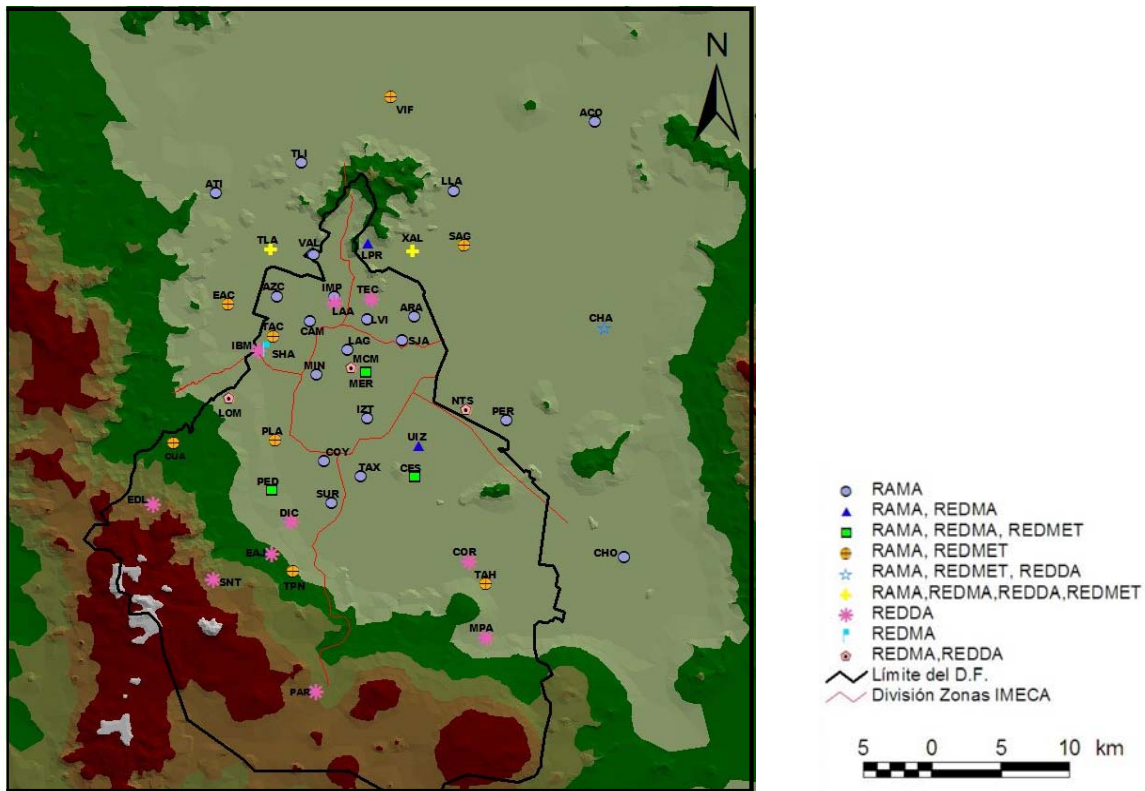 N
VIF
ACO
TLI
ATI
LLA
TLA
VAL
LPR
XAL
SAG
EAC
AZC
IMP
LAA
TEC
LVI
ARA
CHA
TAC
CAM
SJA
IBM
SHA
LAG
MCM
MIN
MER
LOM
IZT
NTS
PER
CUA
PLA
UIZ
COY
TAX
CES
PED
SUR
EDL
DIC
EAJ
COR
CHO
SNT
TPN
TAH
MPA
PAR
RAMA
RAMA, REDMA
RAMA, REDMA, REDMET
RAMA, REDMET
RAMA, REDMET, REDDA
RAMA,REDMA,REDDA,REDMET
REDDA
REDMA
REDMA,REDDA
Límite del D.F.
División Zonas IMECA
5 0 5 10 km